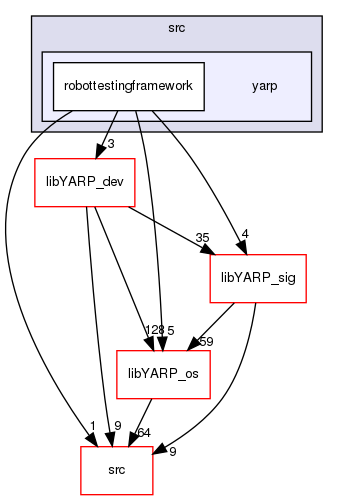 src
robottestingframework
yarp
3
libYARP_dev
35
4
libYARP_sig
128
5
59
libYARP_os
1
9
64
9
src